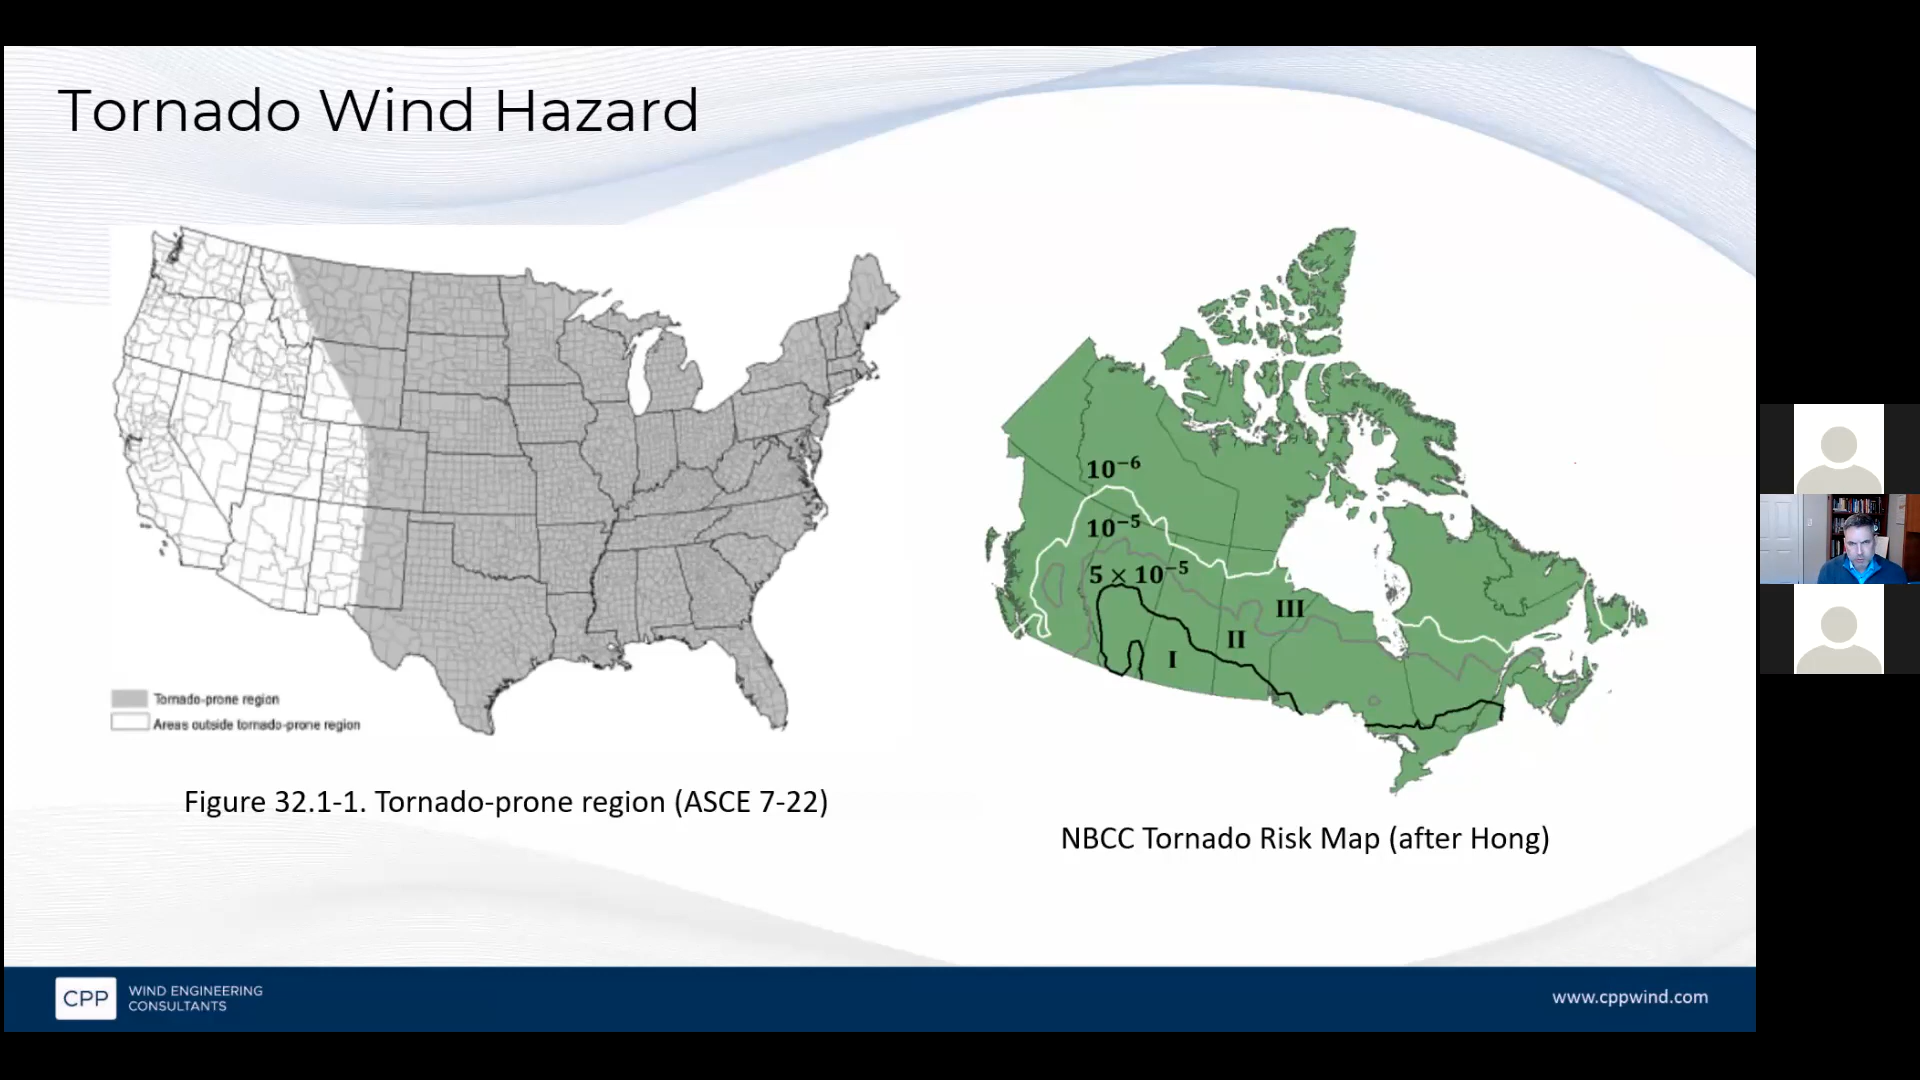 Tornado Wind Hazard
Tornado-prone region
Areas outside tornado-prone region
Figure 32.1-1. Tornado-prone region (ASCE 7-22)
10⁻⁶
10⁻⁵
5 × 10⁻⁵
III
II
I
NBCC Tornado Risk Map (after Hong)
CPP
WIND ENGINEERING
CONSULTANTS
www.cppwind.com